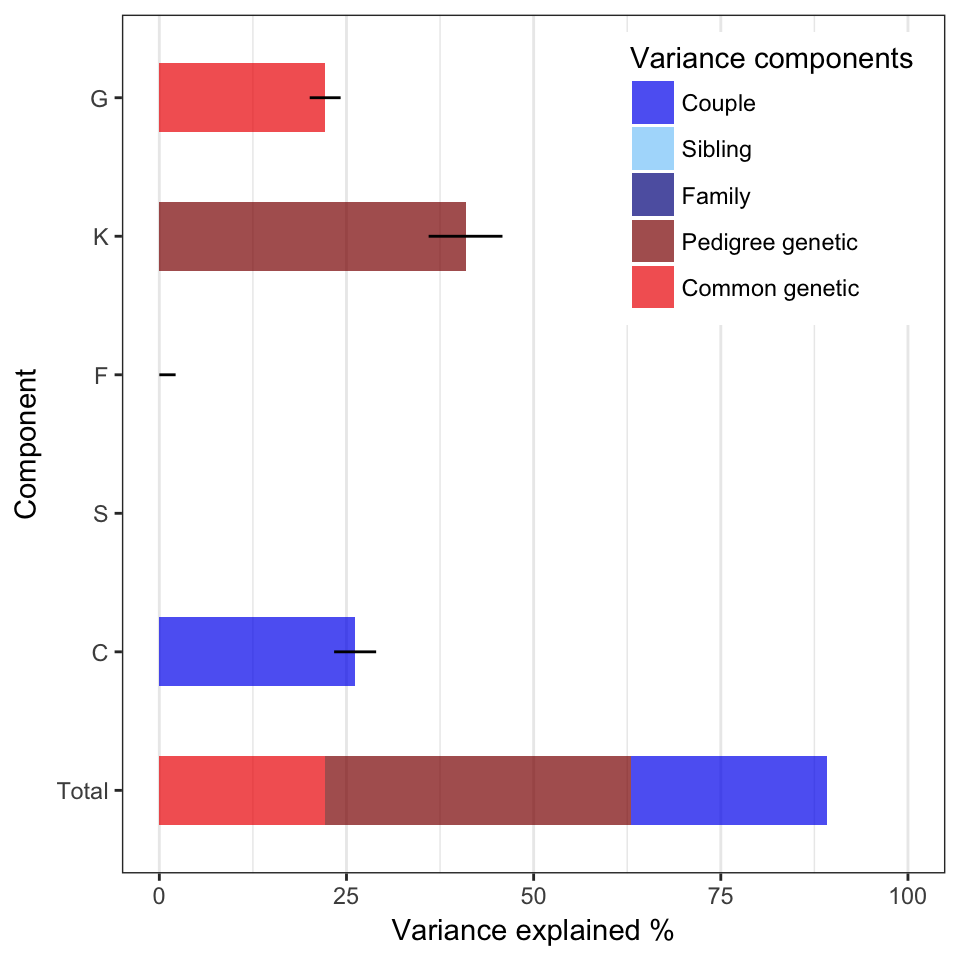 Variance components
Couple
Sibling
Family
Pedigree genetic
Common genetic
G
K
F
S
C
Total
Component
0 25 50 75 100
Variance explained %